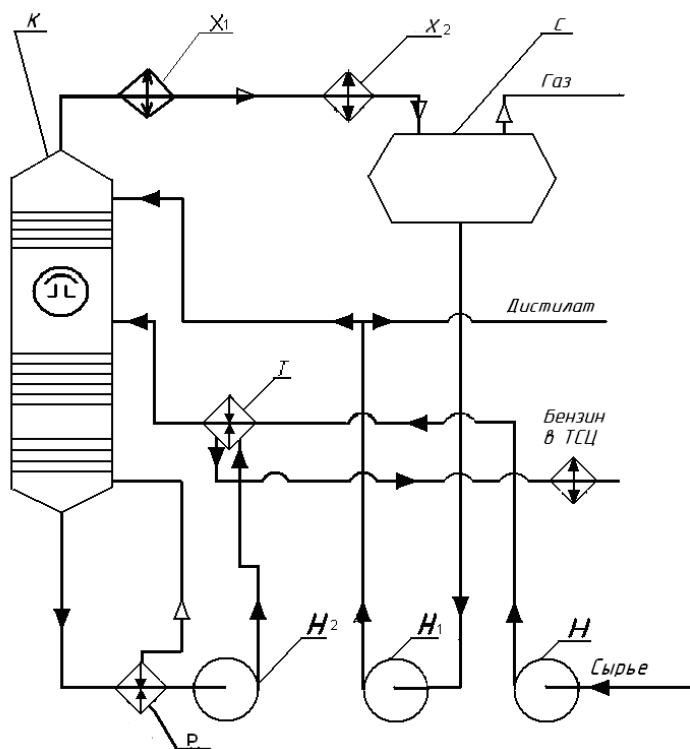 К
Х1
Х2
С
Газ
Дистилат
Т
Бензин
в ТСЦ
Н2
Н1
Н
Сырье
Р